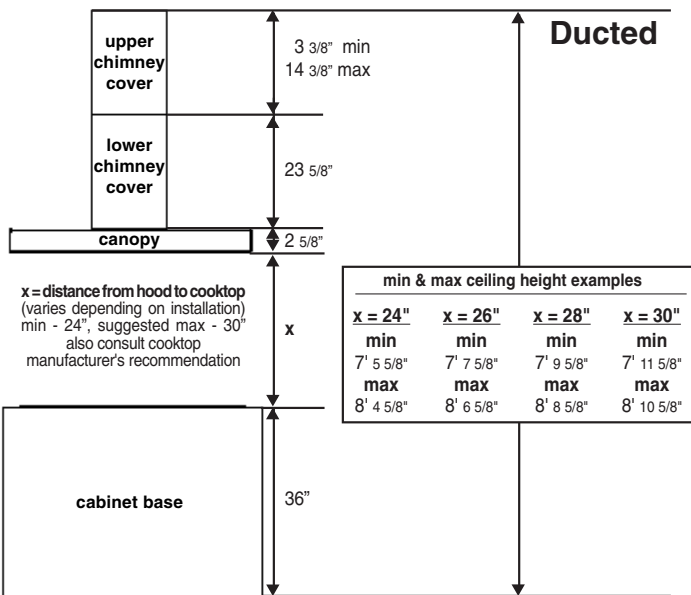 Ducted
upper
chimney
cover
3 3/8” min
14 3/8” max
lower
chimney
cover
23 5/8”
canopy
2 5/8”
x = distance from hood to cooktop
(varies depending on installation)
min - 24”, suggested max - 30”
also consult cooktop
manufacturer's recommendation
x
min & max ceiling height examples
x = 24" x = 26" x = 28" x = 30"
min min min min
7' 5 5/8" 7' 7 5/8" 7' 9 5/8" 7' 11 5/8"
max max max max
8' 4 5/8" 8' 6 5/8" 8' 8 5/8" 8' 10 5/8"
cabinet base
36”